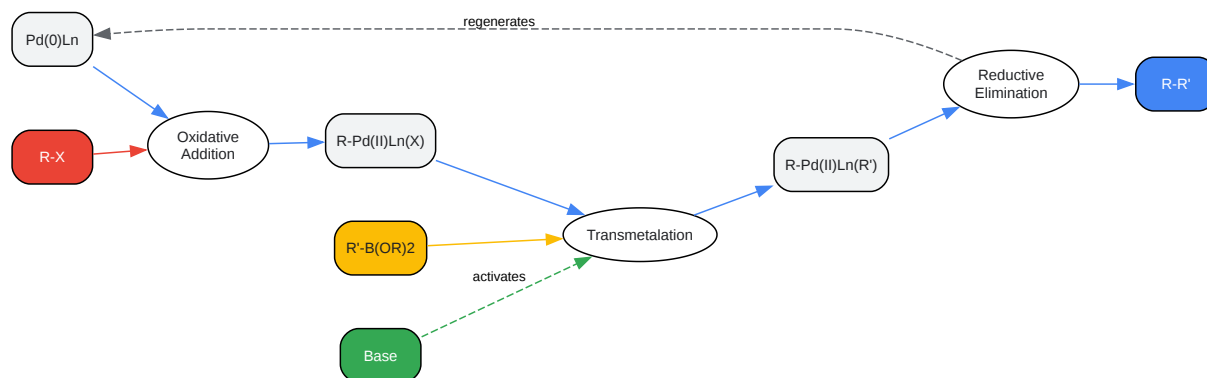 regenerates
Pd(0)Ln
R-X
Oxidative
Addition
R-Pd(II)Ln(X)
R'-B(OR)2
activates
Base
Transmetalation
R-Pd(II)Ln(R')
Reductive
Elimination
R-R'